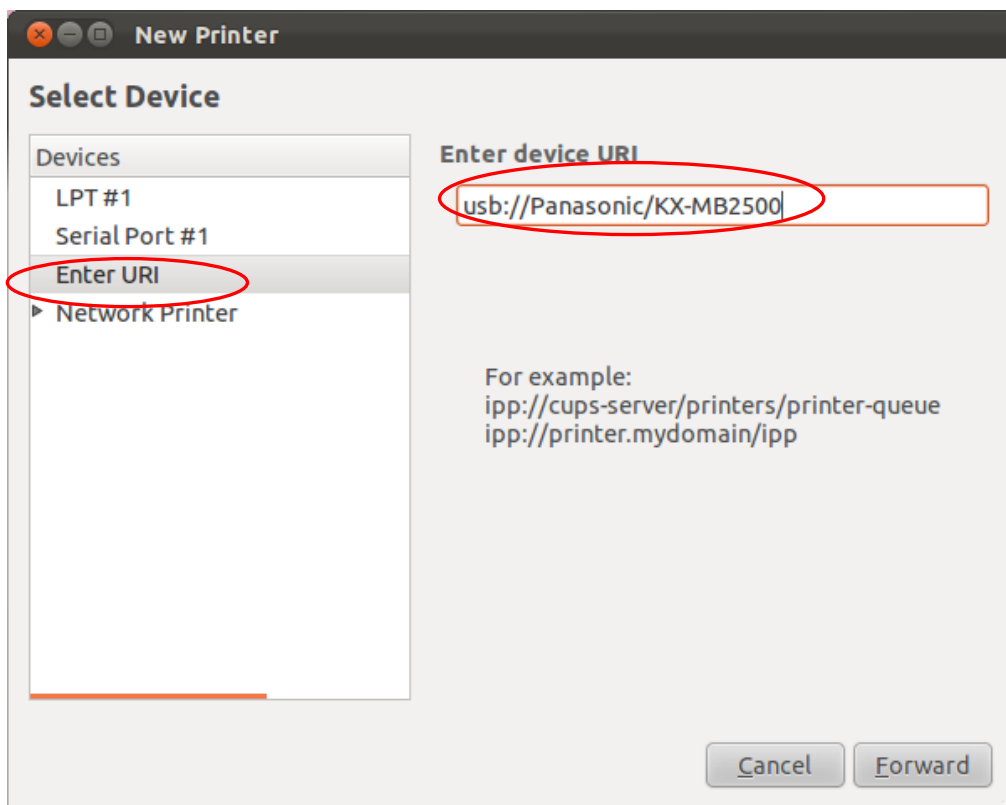 New Printer
Select Device
Devices
LPT #1
Serial Port #1
Enter URI
Network Printer
Enter device URI
usb://Panasonic/KX-MB2500
For example:
ipp://cups-server/printers/printer-queue
ipp://printer.mydomain/ipp
Cancel
Forward